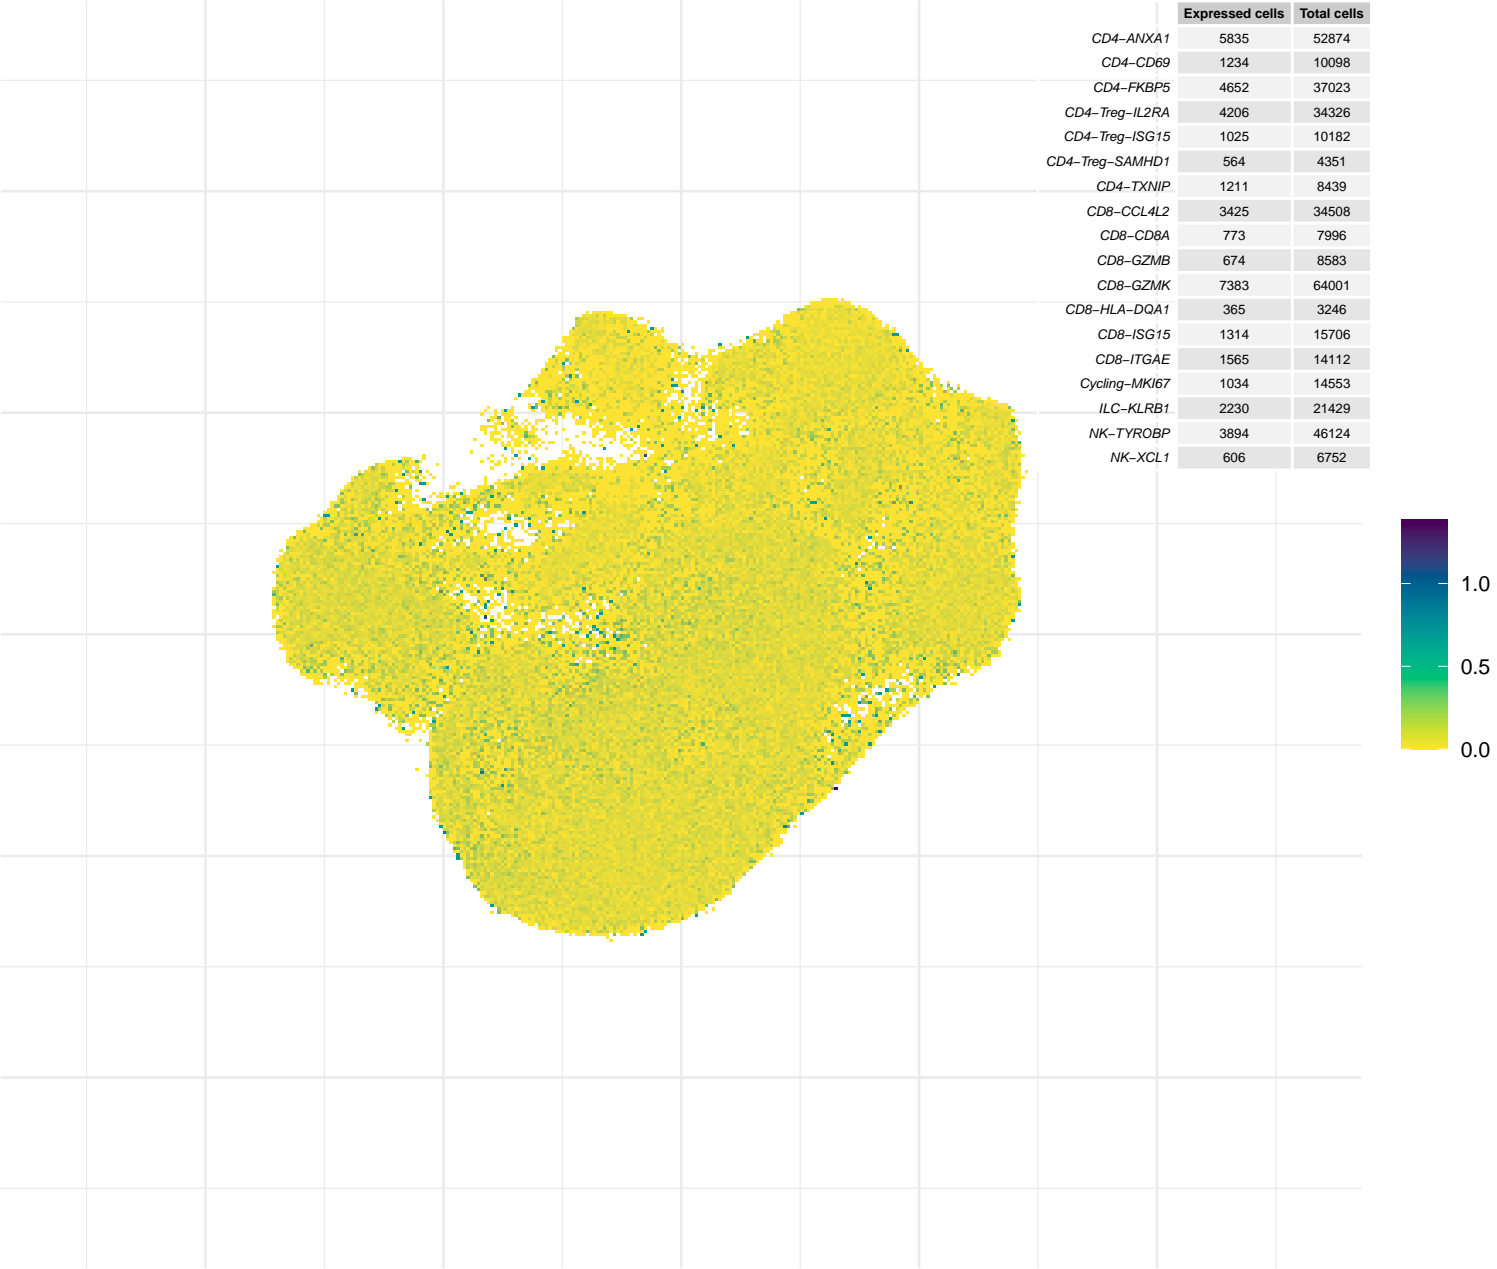 Expressed cells Total cells
CD4−ANXA1 5835 52874
CD4−CD69 1234 10098
CD4−FKBP5 4652 37023
CD4−Treg−IL2RA 4206 34326
CD4−Treg−ISG15 1025 10182
CD4−Treg−SAMHD1 564 4351
CD4−TXNIP 1211 8439
CD8−CCL4L2 3425 34508
CD8−CD8A 773 7996
CD8−GZMB 674 8583
CD8−GZMK 7383 64001
CD8−HLA−DQA1 365 3246
CD8−ISG15 1314 15706
CD8−ITGAE 1565 14112
Cycling−MKI67 1034 14553
ILC−KLRB1 2230 21429
NK−TYROBP 3894 46124
NK−XCL1 606 6752
1.0
0.5
0.0